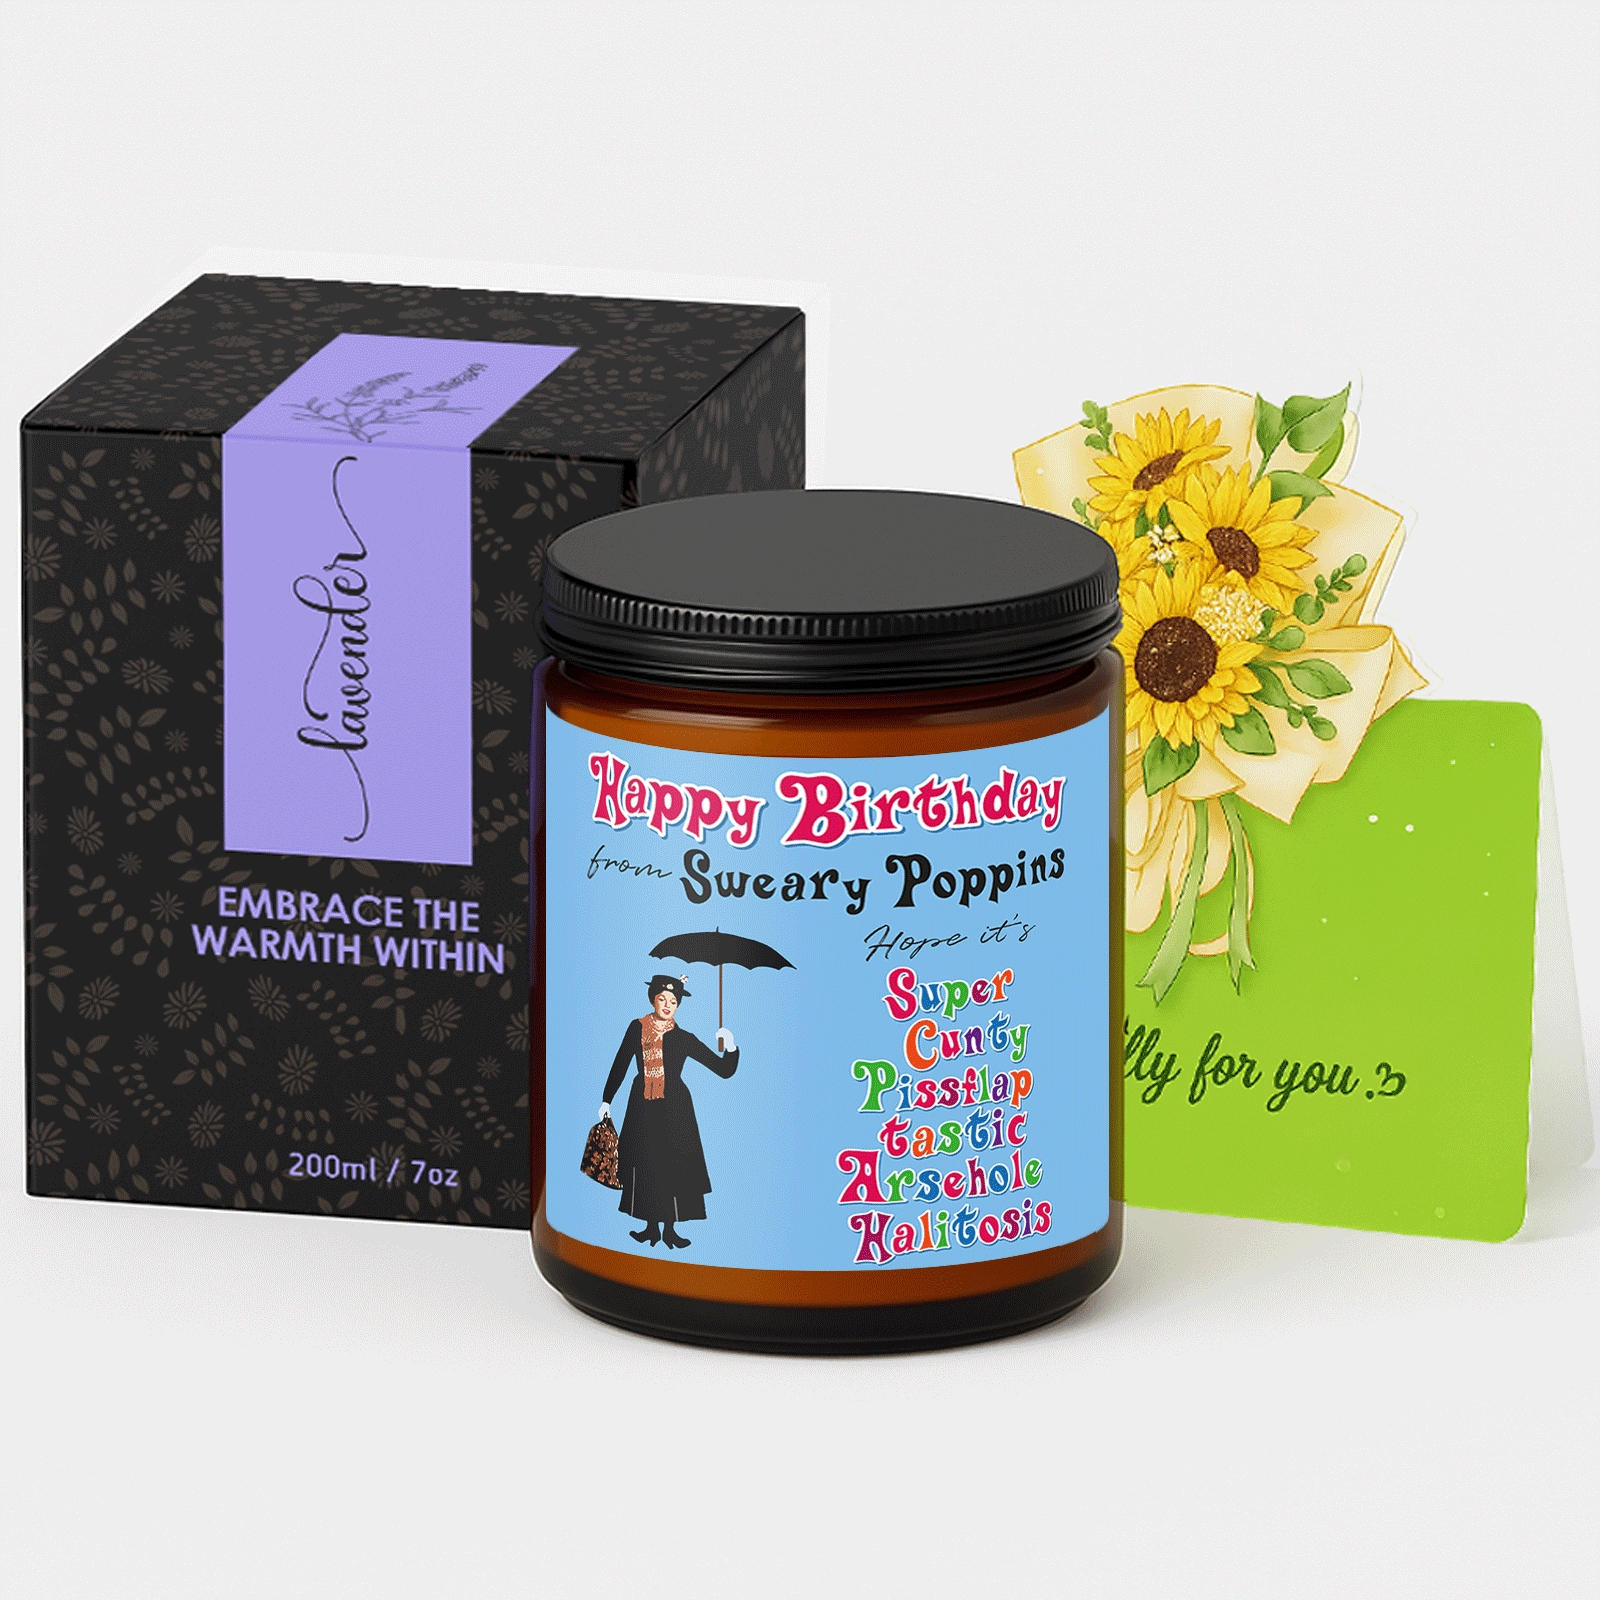 lavender
EMBRACE THE
WARMTH WITHIN
200ml / 7oz
Happy Birthday
from Sweary Poppins
Hope it's
Super
Cunty
Pissflap
tastic
Arsehole
Halitosis
for you.